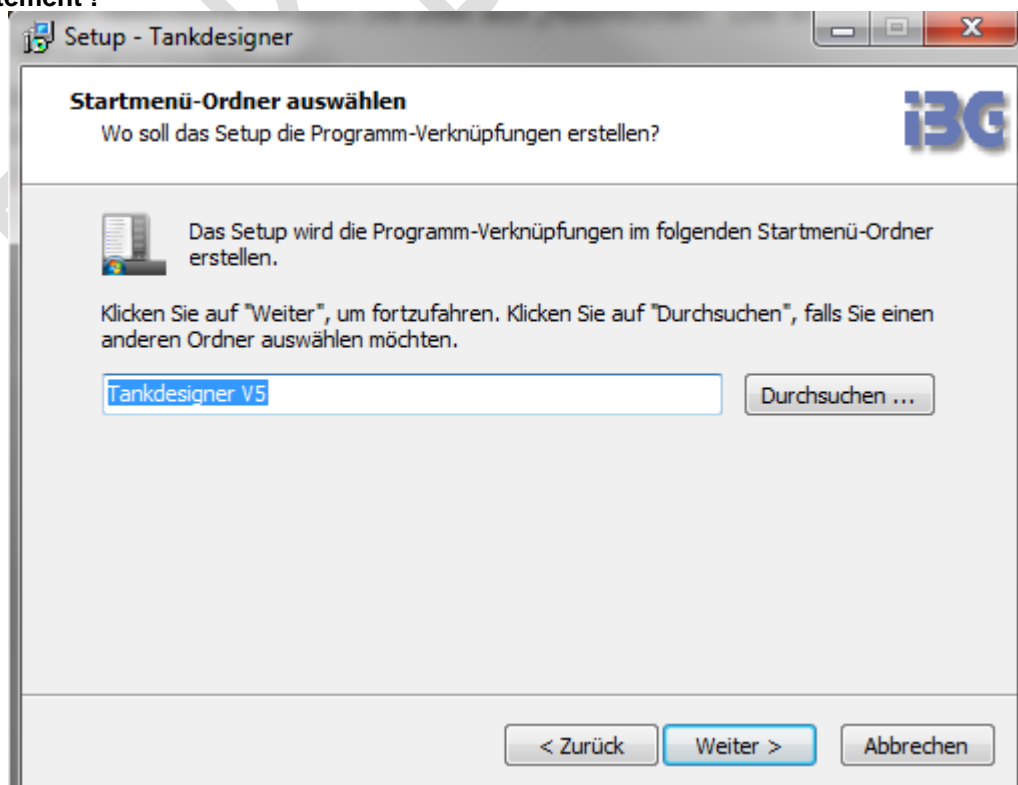 Setup - Tankdesigner
Startmenü-Ordner auswählen
Wo soll das Setup die Programm-Verknüpfungen erstellen?
i3G
Das Setup wird die Programm-Verknüpfungen im folgenden Startmenü-Ordner
erstellen.
Klicken Sie auf "Weiter", um fortzufahren. Klicken Sie auf "Durchsuchen", falls Sie einen
anderen Ordner auswählen möchten.
Tankdesigner V5
Durchsuchen ...
< Zurück
Weiter >
Abbrechen